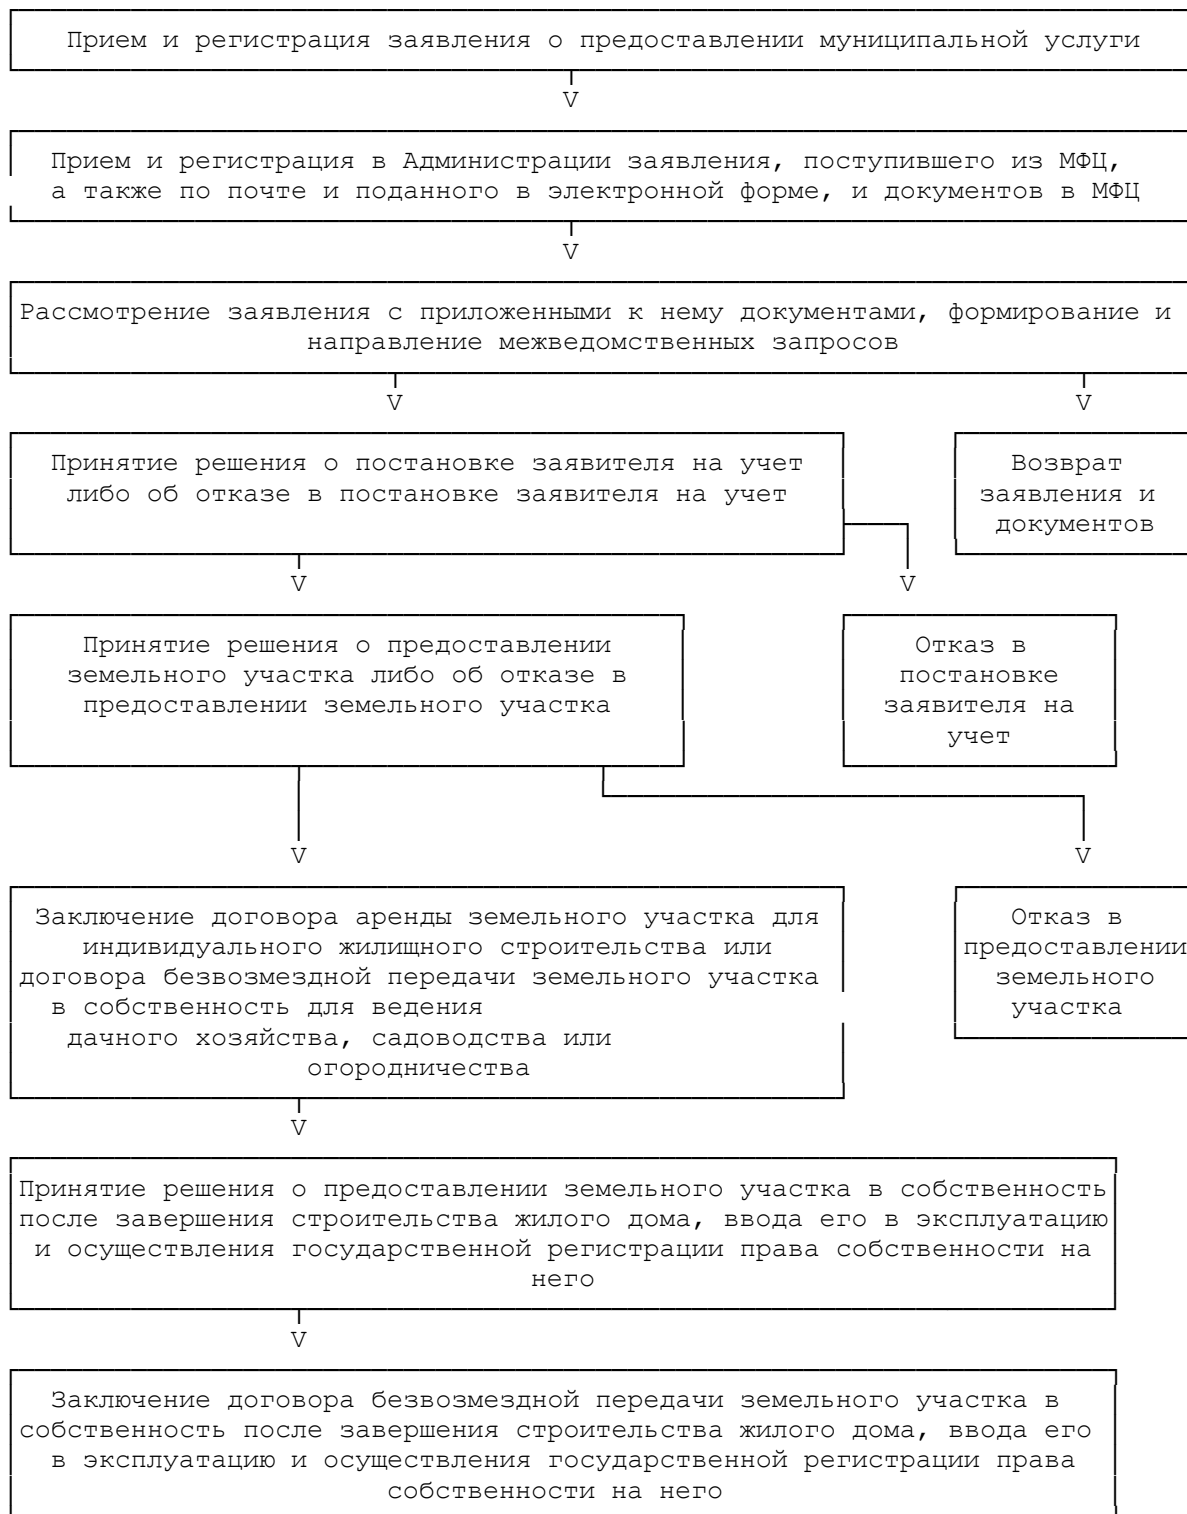 Прием и регистрация заявления о предоставлении муниципальной услуги
V
Прием и регистрация в Администрации заявления, поступившего из МФЦ,
а также по почте и поданного в электронной форме, и документов в МФЦ
V
Рассмотрение заявления с приложенными к нему документами, формирование и
направление межведомственных запросов
V
V
Принятие решения о постановке заявителя на учет
либо об отказе в постановке заявителя на учет
Возврат
заявления и
документов
V
V
Принятие решения о предоставлении
земельного участка либо об отказе в
предоставлении земельного участка
Отказ в
постановке
заявителя на
учет
V
V
Заключение договора аренды земельного участка для
индивидуального жилищного строительства или
договора безвозмездной передачи земельного участка
в собственность для ведения
дачного хозяйства, садоводства или
огородничества
Отказ в
предоставлении
земельного
участка
V
Принятие решения о предоставлении земельного участка в собственность
после завершения строительства жилого дома, ввода его в эксплуатацию
и осуществления государственной регистрации права собственности на
него
V
Заключение договора безвозмездной передачи земельного участка в
собственность после завершения строительства жилого дома, ввода его
в эксплуатацию и осуществления государственной регистрации права
собственности на него